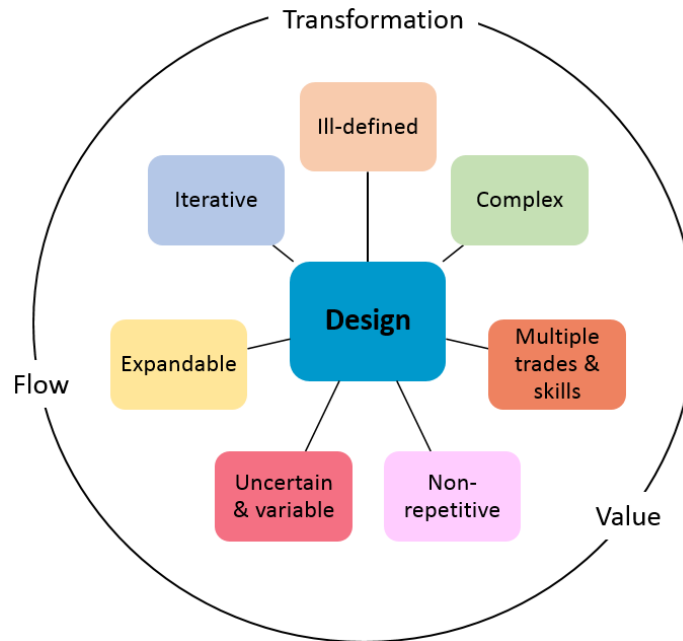 Transformation
Ill-defined
Iterative
Complex
Design
Expandable
Multiple
trades &
skills
Flow
Uncertain
& variable
Non-
repetitive
Value